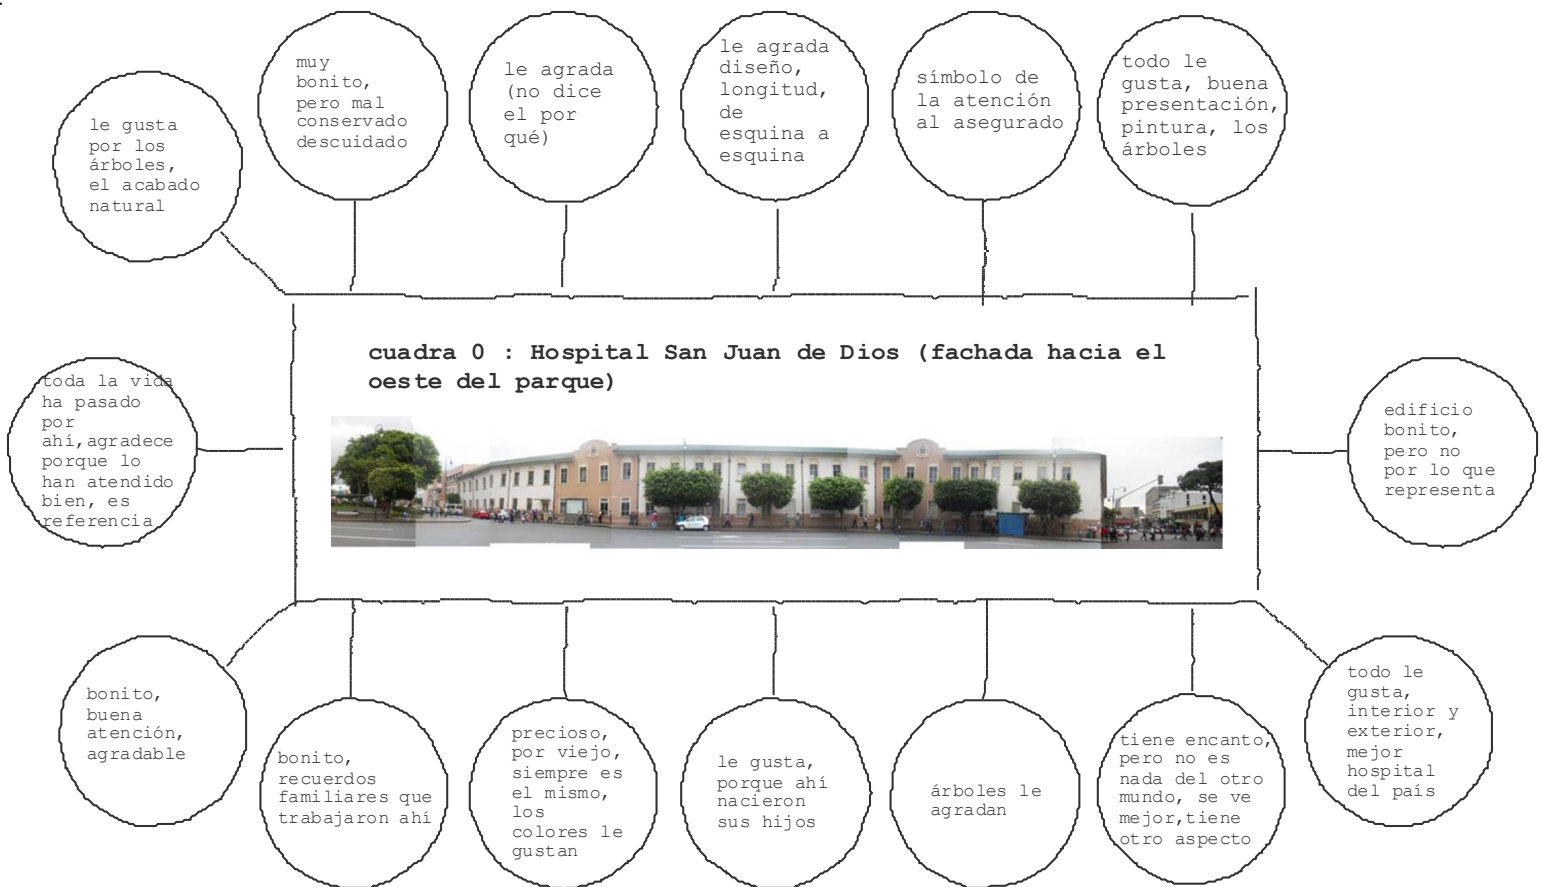 le gusta
por los
árboles,
el acabado
natural
muy
bonito,
pero mal
conservado
descuidado
le agrada
(no dice
el por
qué)
le agrada
diseño,
longitud,
de
esquina a
esquina
símbolo de
la atención
al asegurado
todo le
gusta, buena
presentación,
pintura, los
árboles
cuadra 0 : Hospital San Juan de Dios (fachada hacia el
oeste del parque)
toda la vida
ha pasado
por
ahí,agradece
porque lo
han atendido
bien, es
referencia
edificio
bonito,
pero no
por lo que
representa
bonito,
buena
atención,
agradable
bonito,
recuerdos
familiares que
trabajaron ahí
precioso,
por viejo,
siempre es
el mismo,
los
colores le
gustan
le gusta,
porque ahí
nacieron
sus hijos
árboles le
agradan
tiene encanto,
pero no es
nada del otro
mundo, se ve
mejor,tiene
otro aspecto
todo le
gusta,
interior y
exterior,
mejor
hospital
del país